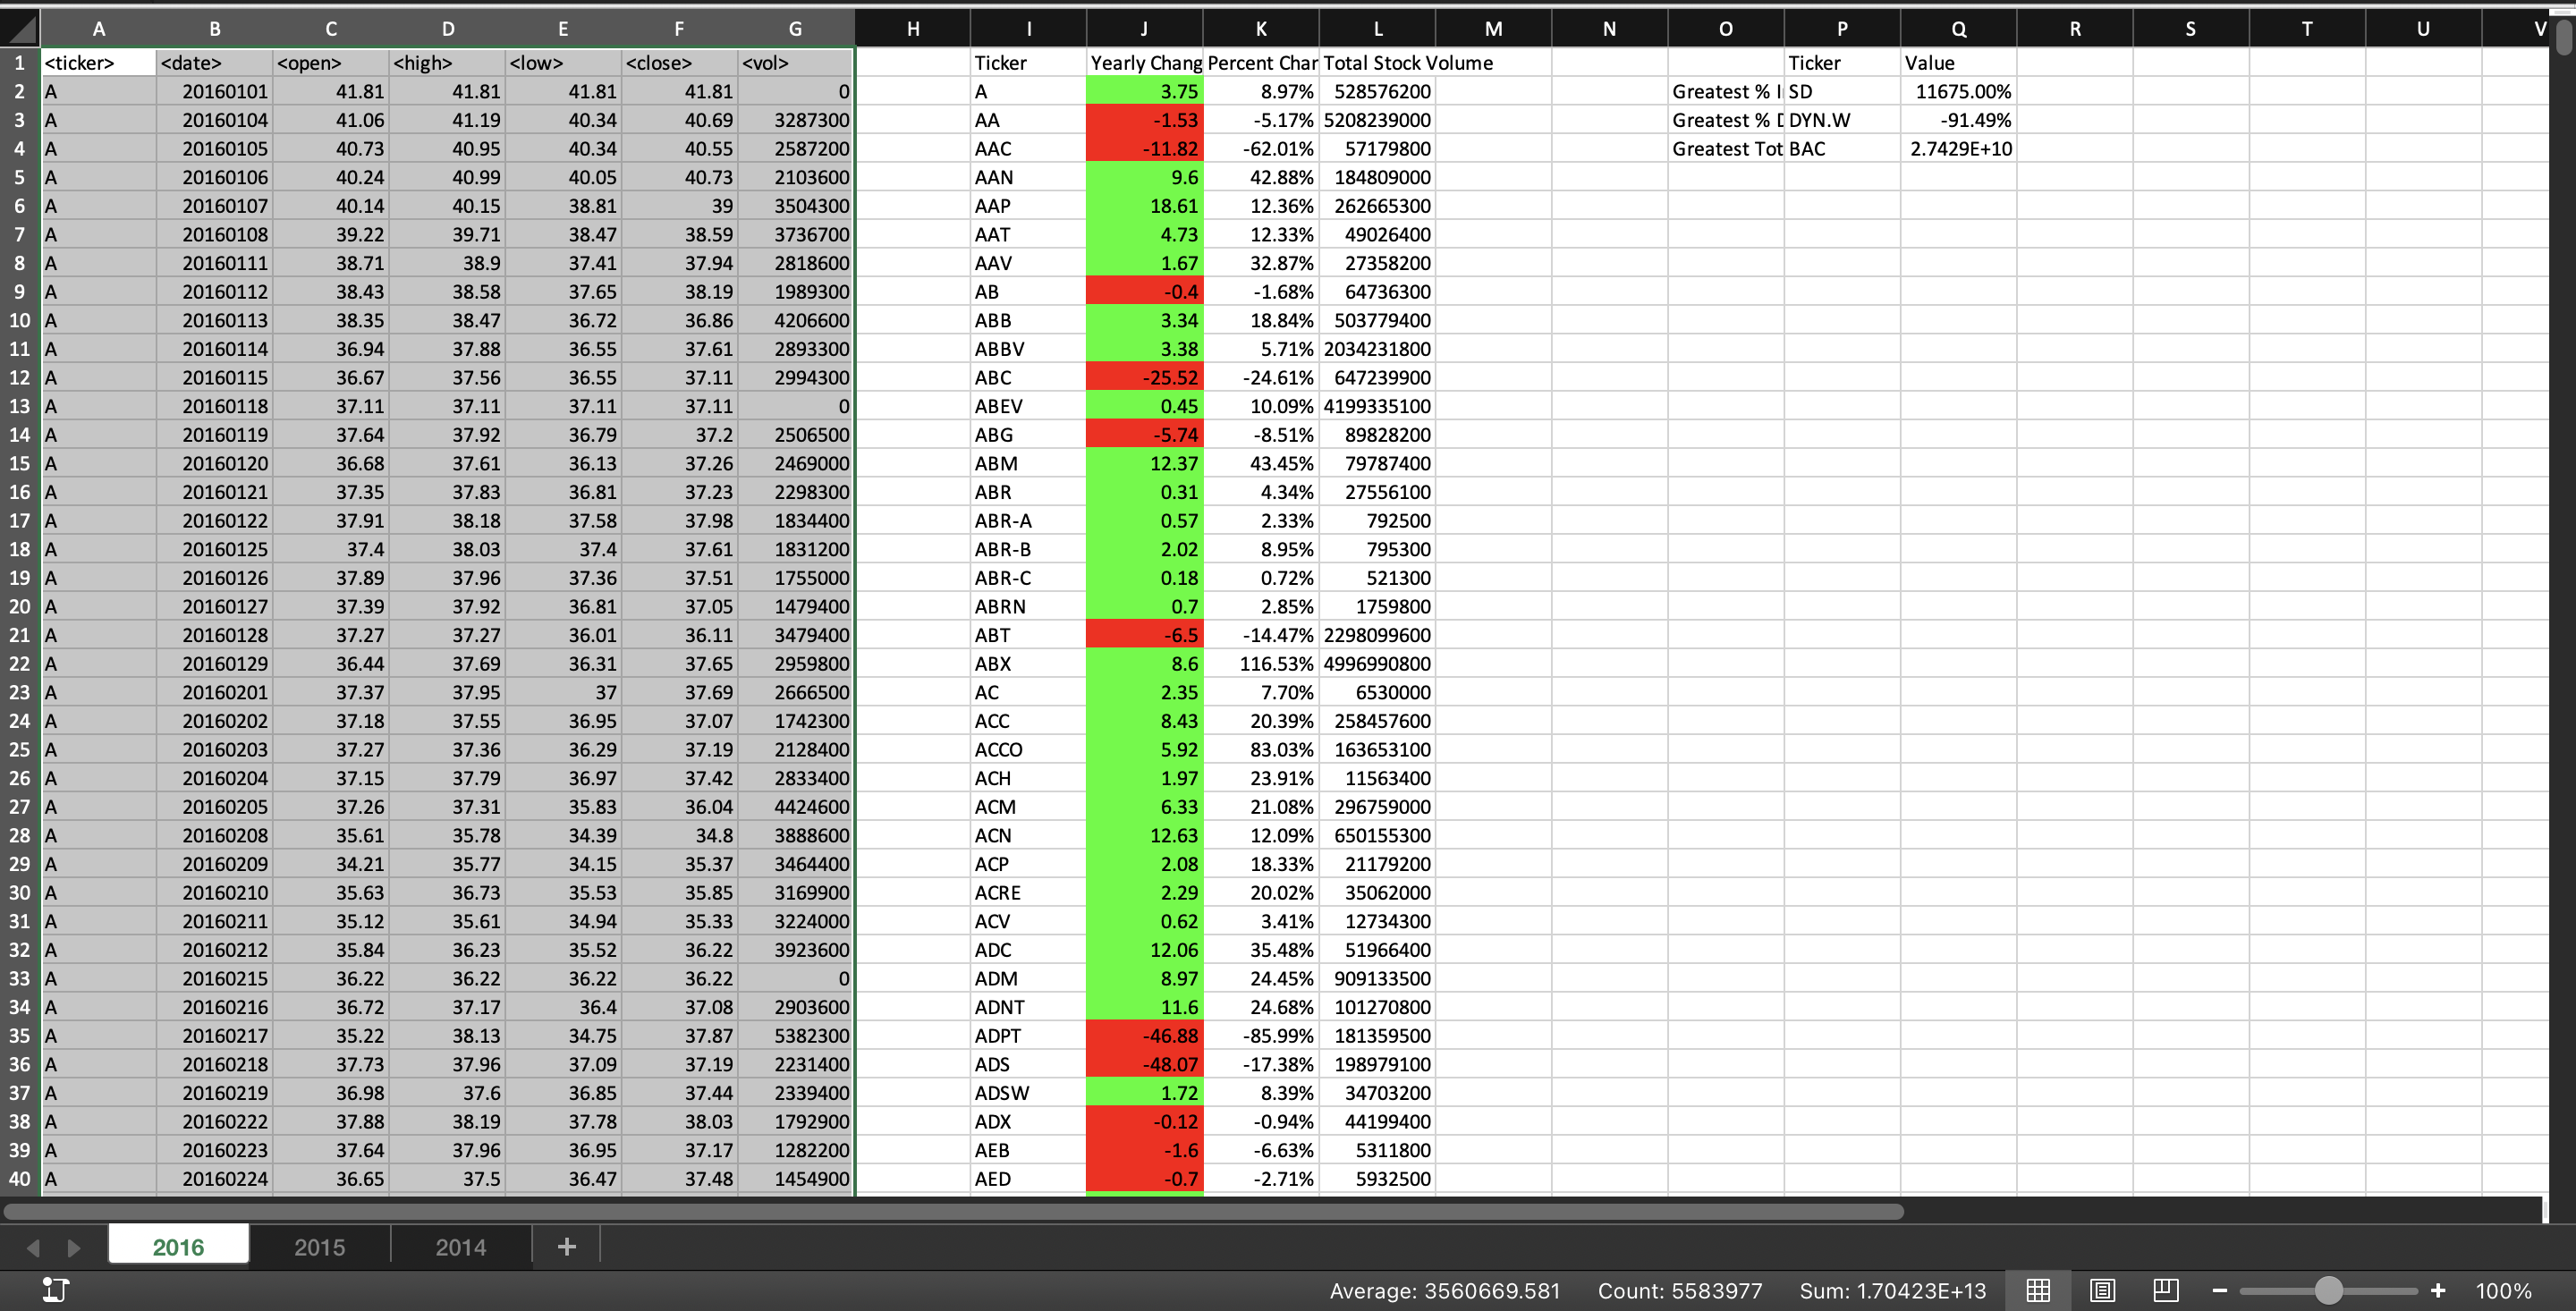 A B C D E F G H I J K L M N O P Q R S T U V
1 <ticker> <date> <open> <high> <low> <close> <vol> Ticker Yearly Chang Percent Char Total Stock Volume Ticker Value
2 A 20160101 41.81 41.81 41.81 41.81 0 A 3.75 8.97% 528576200 Greatest % I SD 11675.00%
3 A 20160104 41.06 41.19 40.34 40.69 3287300 AA -1.53 -5.17% 5208239000 Greatest % D DYN.W -91.49%
4 A 20160105 40.73 40.95 40.34 40.55 2587200 AAC -11.82 -62.01% 57179800 Greatest Tot BAC 2.7429E+10
5 A 20160106 40.24 40.99 40.05 40.73 2103600 AAN 9.6 42.88% 184809000
6 A 20160107 40.14 40.15 38.81 39 3504300 AAP 18.61 12.36% 262665300
7 A 20160108 39.22 39.71 38.47 38.59 3736700 AAT 4.73 12.33% 49026400
8 A 20160111 38.71 38.9 37.41 37.94 2818600 AAV 1.67 32.87% 27358200
9 A 20160112 38.43 38.58 37.65 38.19 1989300 AB -0.4 -1.68% 64736300
10 A 20160113 38.35 38.47 36.72 36.86 4206600 ABB 3.34 18.84% 503779400
11 A 20160114 36.94 37.88 36.55 37.61 2893300 ABBV 3.38 5.71% 2034231800
12 A 20160115 36.67 37.56 36.55 37.11 2994300 ABC -25.52 -24.61% 647239900
13 A 20160118 37.11 37.11 37.11 37.11 0 ABEV 0.45 10.09% 4199335100
14 A 20160119 37.64 37.92 36.79 37.2 2506500 ABG -5.74 -8.51% 89828200
15 A 20160120 36.68 37.61 36.13 37.26 2469000 ABM 12.37 43.45% 79787400
16 A 20160121 37.35 37.83 36.81 37.23 2298300 ABR 0.31 4.34% 27556100
17 A 20160122 37.91 38.18 37.58 37.98 1834400 ABR-A 0.57 2.33% 792500
18 A 20160125 37.4 38.03 37.4 37.61 1831200 ABR-B 2.02 8.95% 795300
19 A 20160126 37.89 37.96 37.36 37.51 1755000 ABR-C 0.18 0.72% 521300
20 A 20160127 37.39 37.92 36.81 37.05 1479400 ABRN 0.7 2.85% 1759800
21 A 20160128 37.27 37.27 36.01 36.11 3479400 ABT -6.5 -14.47% 2298099600
22 A 20160129 36.44 37.69 36.31 37.65 2959800 ABX 8.6 116.53% 4996990800
23 A 20160201 37.37 37.95 37 37.69 2666500 AC 2.35 7.70% 6530000
24 A 20160202 37.18 37.55 36.95 37.07 1742300 ACC 8.43 20.39% 258457600
25 A 20160203 37.27 37.36 36.29 37.19 2128400 ACCO 5.92 83.03% 163653100
26 A 20160204 37.15 37.79 36.97 37.42 2833400 ACH 1.97 23.91% 11563400
27 A 20160205 37.26 37.31 35.83 36.04 4424600 ACM 6.33 21.08% 296759000
28 A 20160208 35.61 35.78 34.39 34.8 3888600 ACN 12.63 12.09% 650155300
29 A 20160209 34.21 35.77 34.15 35.37 3464400 ACP 2.08 18.33% 21179200
30 A 20160210 35.63 36.73 35.53 35.85 3169900 ACRE 2.29 20.02% 35062000
31 A 20160211 35.12 35.61 34.94 35.33 3224000 ACV 0.62 3.41% 12734300
32 A 20160212 35.84 36.23 35.52 36.22 3923600 ADC 12.06 35.48% 51966400
33 A 20160215 36.22 36.22 36.22 36.22 0 ADM 8.97 24.45% 909133500
34 A 20160216 36.72 37.17 36.4 37.08 2903600 ADNT 11.6 24.68% 101270800
35 A 20160217 35.22 38.13 34.75 37.87 5382300 ADPT -46.88 -85.99% 181359500
36 A 20160218 37.73 37.96 37.09 37.19 2231400 ADS -48.07 -17.38% 198979100
37 A 20160219 36.98 37.6 36.85 37.44 2339400 ADSW 1.72 8.39% 34703200
38 A 20160222 37.88 38.19 37.78 38.03 1792900 ADX -0.12 -0.94% 44199400
39 A 20160223 37.64 37.96 36.95 37.17 1282200 AEB -1.6 -6.63% 5311800
40 A 20160224 36.65 37.5 36.47 37.48 1454900 AED -0.7 -2.71% 5932500
2016 2015 2014 +
Average: 3560669.581 Count: 5583977 Sum: 1.70423E+13 − + 100%